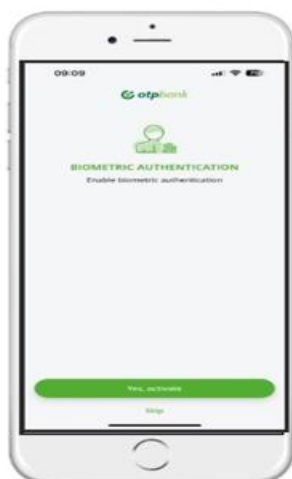 09:09
otpbank
BIOMETRIC AUTHENTICATION
Enable biometric authentication
Yes, activate
Skip